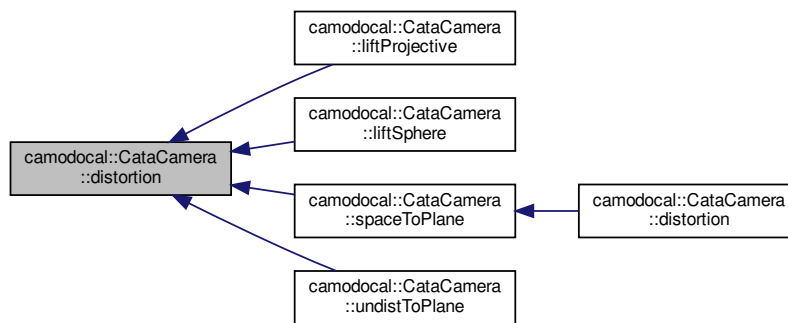 camodocal::CataCamera
::liftProjective
camodocal::CataCamera
::liftSphere
camodocal::CataCamera
::distortion
camodocal::CataCamera
::spaceToPlane
camodocal::CataCamera
::distortion
camodocal::CataCamera
::undistToPlane